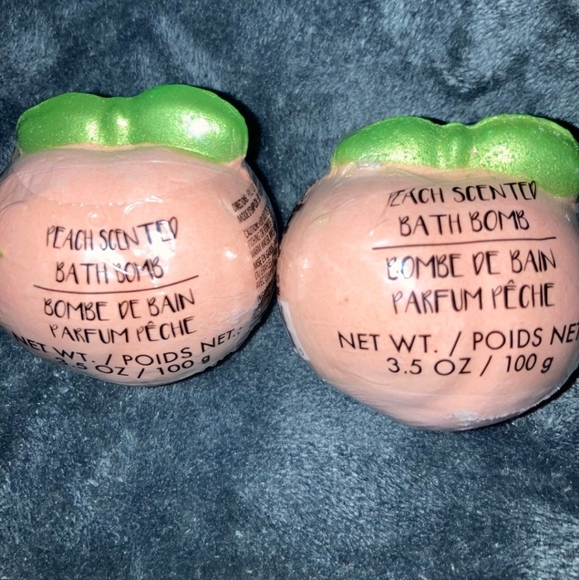 PEACH SCENTED
BATH BOMB
BOMBE DE BAIN
PARFUM PÊCHE
NET WT. / POIDS NET.:
3.5 OZ / 100 g
PEACH SCENTED
BATH BOMB
BOMBE DE BAIN
PARFUM PÊCHE
NET WT. / POIDS NET
3.5 OZ / 100 g